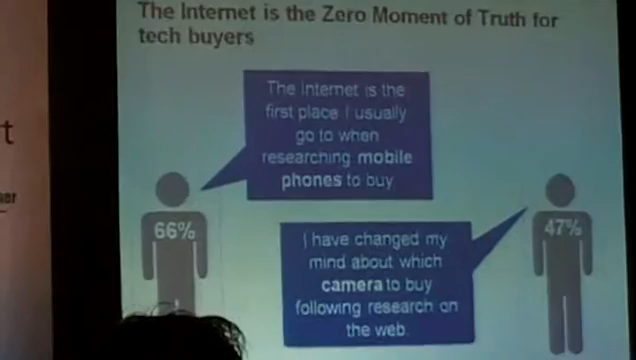 The Internet is the Zero Moment of Truth for
tech buyers
The Internet is the
first place I usually
go to when
researching mobile
phones to buy
66%
47%
I have changed my
mind about which
camera to buy
following research on
the web.
t